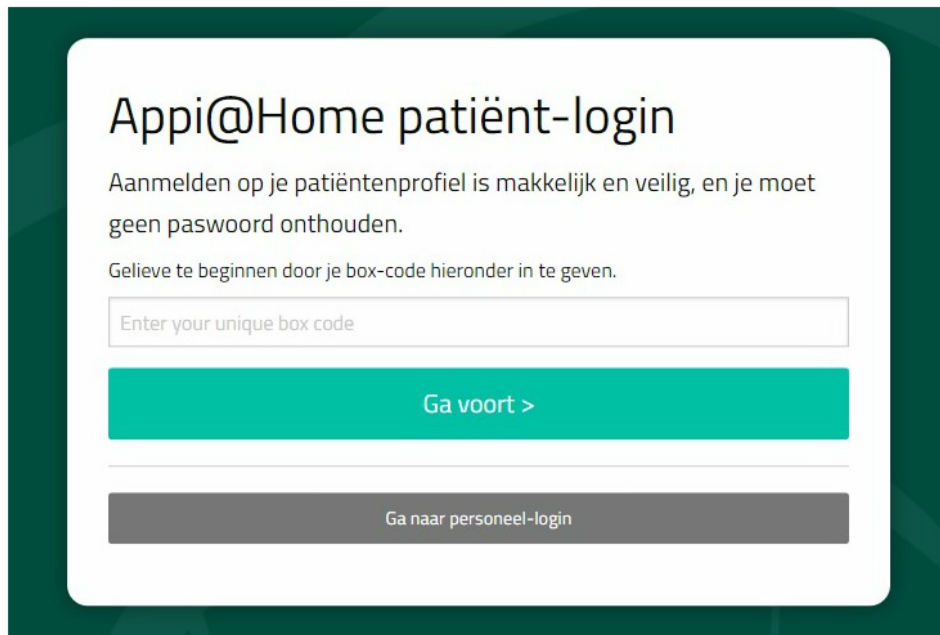 Appi@Home patiënt-login
Aanmelden op je patiëntenprofiel is makkelijk en veilig, en je moet
geen paswoord onthouden.
Gelieve te beginnen door je box-code hieronder in te geven.
Enter your unique box code
Ga voort >
Ga naar personeel-login